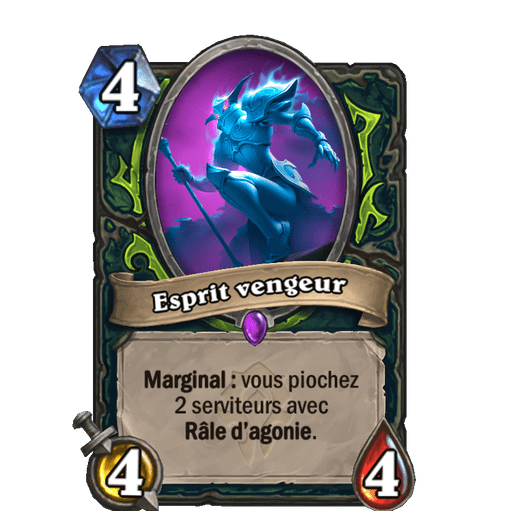 4
Esprit vengeur
Marginal : vous piochez
2 serviteurs avec
Râle d’agonie.
4
4